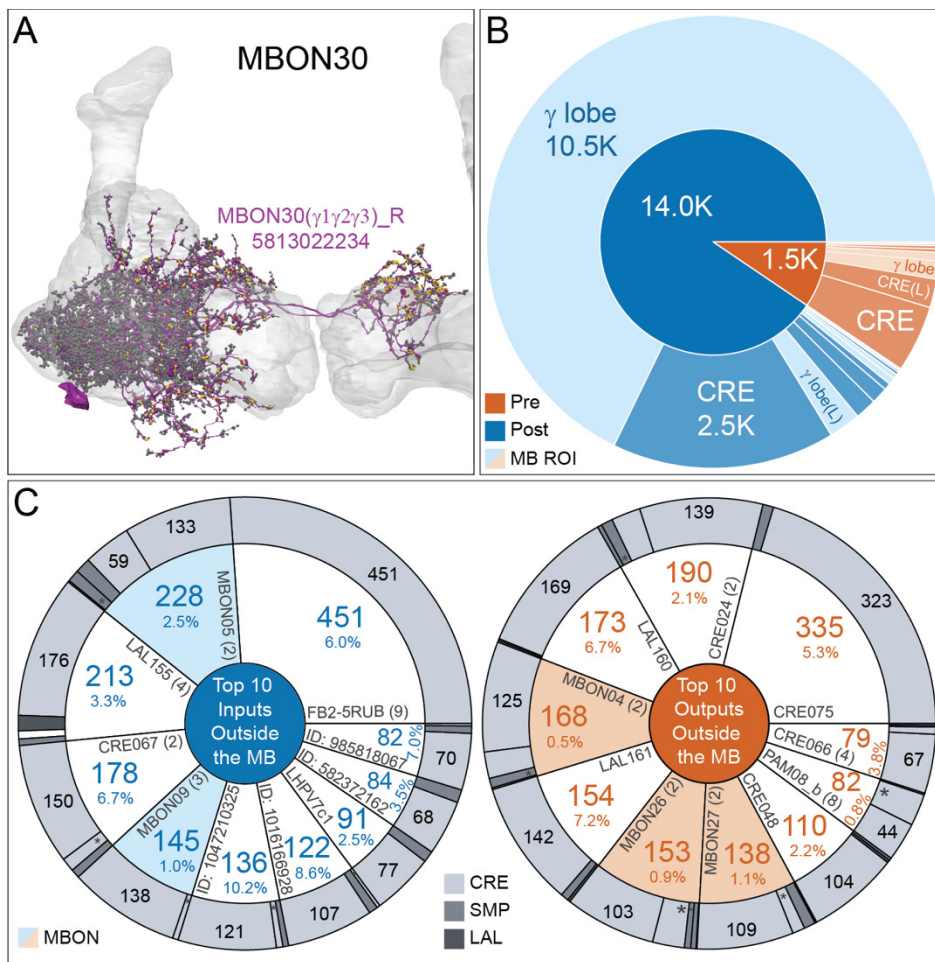 A
MBON30
MBON30(γ1γ2γ3)_R
5813022234
B
γ lobe
10.5K
14.0K
1.5K
γ lobe
CRE(L)
CRE
γ lobe(L)
CRE
2.5K
Pre
Post
MB ROI
C
Top 10
Inputs
Outside
the MB
451
451
6.0%
FB2-5RUB (9)
133
59
228
2.5%
MBON05 (2)
*
176
213
3.3%
LAL155 (4)
150
178
6.7%
CRE067 (2)
*
138
145
1.0%
MBON09 (3)
*
121
136
10.2%
ID: 1047210325
*
107
122
8.6%
ID: 1016166928
77
91
2.5%
LHPV7c1
68
84
3.5%
ID: 582372162
70
82
7.0%
ID: 985818067
MBON
CRE
SMP
LAL
Top 10
Outputs
Outside
the MB
323
335
5.3%
CRE075
139
190
2.1%
CRE024 (2)
*
169
173
6.7%
LAL160
125
168
0.5%
MBON04 (2)
*
142
154
7.2%
LAL161
103
153
0.9%
MBON26 (2)
*
*
109
138
1.1%
MBON27 (2)
*
104
110
2.2%
CRE048
44
82
0.8%
PAM08_b (8)
*
67
79
3.8%
CRE066 (4)